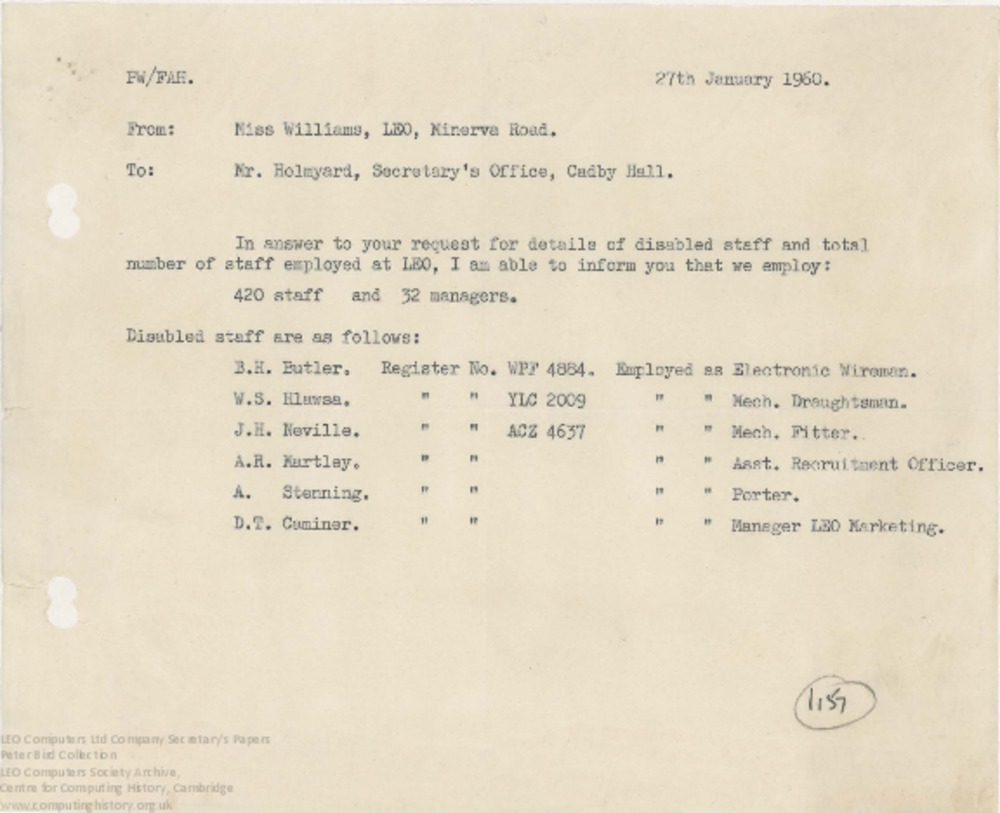 PW/FAH. 27th January 1960.
From: Miss Williams, LEO, Minerva Road.
To: Mr. Holmyard, Secretary's Office, Cadby Hall.
In answer to your request for details of disabled staff and total
number of staff employed at LEO, I am able to inform you that we employ:
420 staff and 32 managers.
Disabled staff are as follows:
B.H. Butler. Register No. WPF 4884. Employed as Electronic Wireman.
W.S. Hlawsa. " " YLC 2009 " " Mech. Draughtsman.
J.H. Neville. " " ACZ 4637 " " Mech. Fitter.
A.R. Martley. " " " " Asst. Recruitment Officer.
A. Stenning. " " " " Porter.
D.T. Caminer. " " " " Manager LEO Marketing.
LEO Computers Ltd Company Secretary's Papers
Peter Bird Collection
LEO Computers Society Archive,
Centre for Computing History, Cambridge
www.computinghistory.org.uk